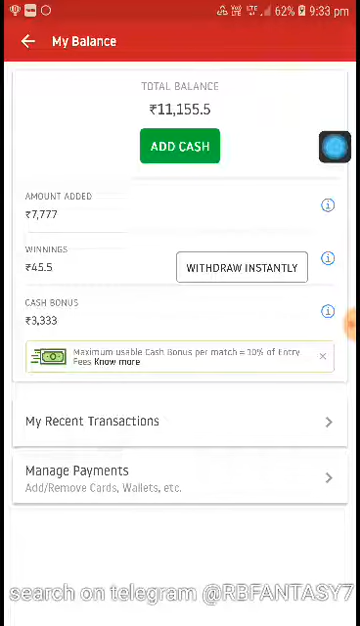 62% 9:33 pm
My Balance
TOTAL BALANCE
₹11,155.5
ADD CASH
AMOUNT ADDED
₹7,777
WINNINGS
₹45.5
WITHDRAW INSTANTLY
CASH BONUS
₹3,333
Maximum usable Cash Bonus per match = 10% of Entry
Fees Know more
My Recent Transactions
Manage Payments
Add/Remove Cards, Wallets, etc.
search on telegram @RBFANTASY7